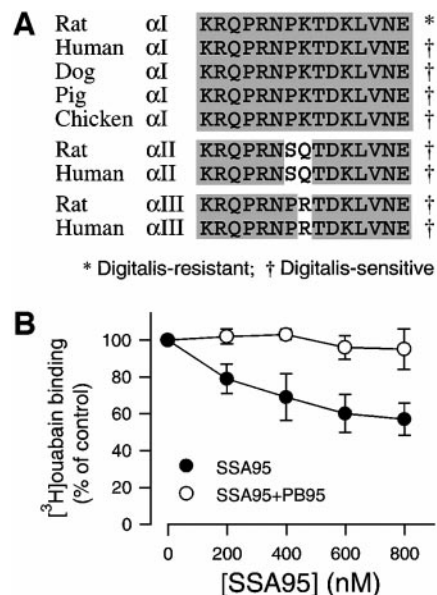 A
Rat αI KRQPRNPKTDKLVNE *
Human αI KRQPRNPKTDKLVNE †
Dog αI KRQPRNPKTDKLVNE †
Pig αI KRQPRNPKTDKLVNE †
Chicken αI KRQPRNPKTDKLVNE †
Rat αII KRQPRNSQTDKLVNE †
Human αII KRQPRNSQTDKLVNE †
Rat αIII KRQPRNPRTDKLVNE †
Human αIII KRQPRNPRTDKLVNE †
* Digitalis-resistant; † Digitalis-sensitive
B
[³H]ouabain binding
(% of control)
100
80
60
40
20
0
SSA95
SSA95+PB95
0 200 400 600 800
[SSA95] (nM)